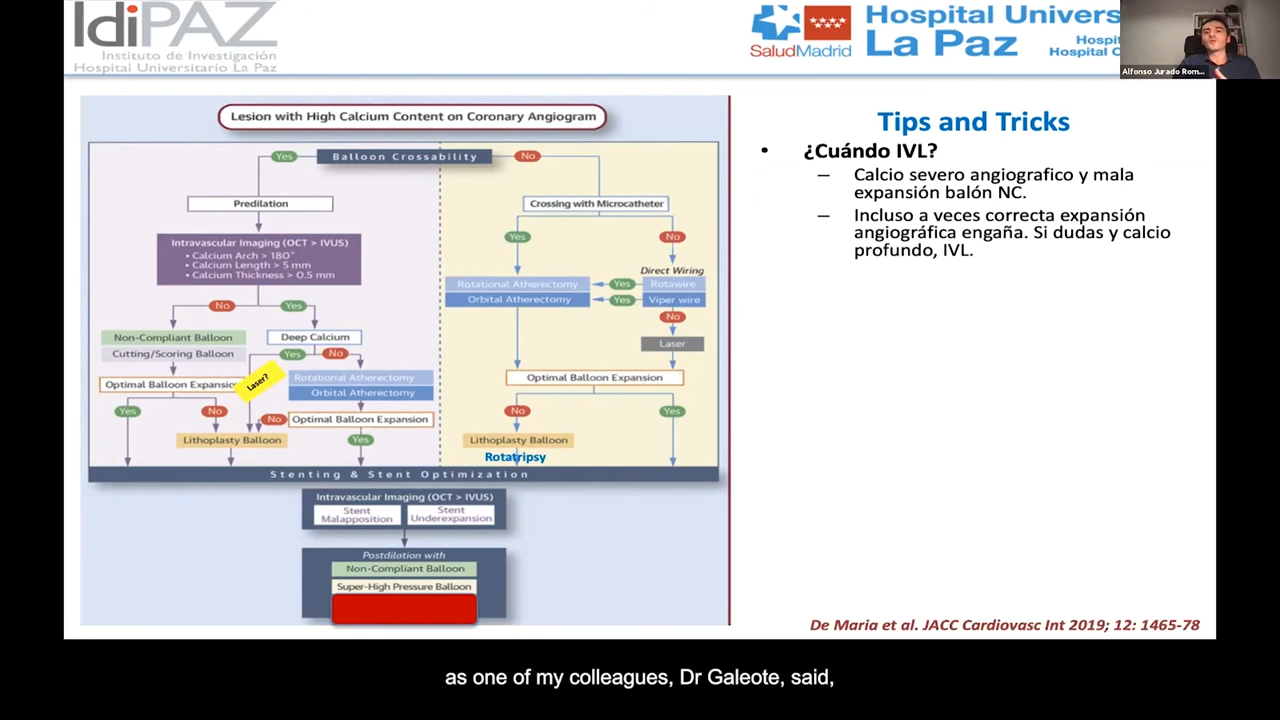 IdiPAZ
Instituto de Investigación
Hospital Universitario La Paz
SaludMadrid
Hospital Univers
La Paz
Hospi
Hospital C
Alfonso Jurado Rom...
Lesion with High Calcium Content on Coronary Angiogram
Yes
Balloon Crossability
No
Predilation
Intravascular Imaging (OCT > IVUS)
• Calcium Arch > 180°
• Calcium Length > 5 mm
• Calcium Thickness > 0.5 mm
No
Yes
Non-Compliant Balloon
Cutting/Scoring Balloon
Deep Calcium
Yes
No
Optimal Balloon Expansio
Laser?
Rotational Atherectomy
Orbital Atherectomy
Yes
No
No
Optimal Balloon Expansion
Lithoplasty Balloon
Yes
Crossing with Microcatheter
Yes
No
Direct Wiring
Rotational Atherectomy
Yes
Rotawire
Orbital Atherectomy
Yes
Viper wire
No
Laser
Optimal Balloon Expansion
No
Yes
Lithoplasty Balloon
Rotatripsy
Stenting & Stent Optimization
Intravascular Imaging (OCT > IVUS)
Stent
Malapposition
Stent
Underexpansion
Postdilation with
Non-Compliant Balloon
Super-High Pressure Balloon
Tips and Tricks
• ¿Cuándo IVL?
– Calcio severo angiografico y mala
expansión balón NC.
– Incluso a veces correcta expansión
angiográfica engaña. Si dudas y calcio
profundo, IVL.
De Maria et al. JACC Cardiovasc Int 2019; 12: 1465-78
as one of my colleagues, Dr Galeote, said,